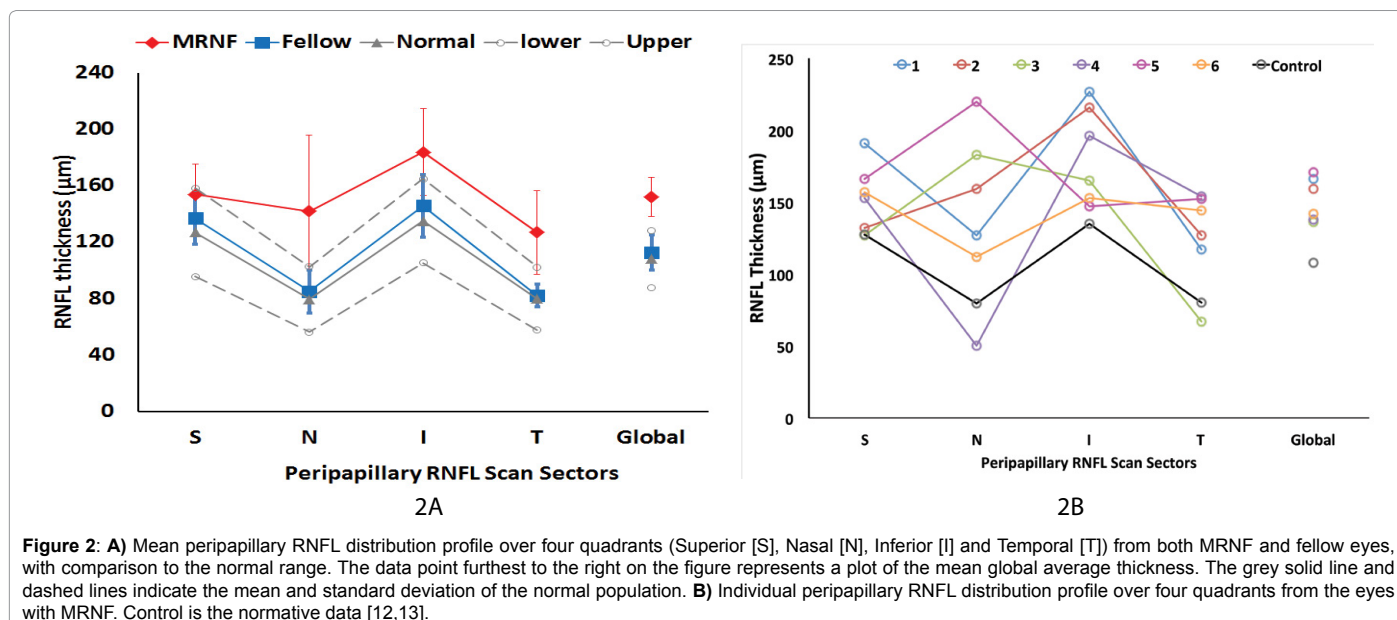 MRNF Fellow Normal lower Upper
240
200
160
120
80
40
0
RNFL thickness (µm)
S N I T Global
Peripapillary RNFL Scan Sectors
2A
1 2 3 4 5 6 Control
250
200
150
100
50
0
RNFL Thickness (µm)
S N I T Global
Peripapillary RNFL Scan Sectors
2B
Figure 2: A) Mean peripapillary RNFL distribution profile over four quadrants (Superior [S], Nasal [N], Inferior [I] and Temporal [T]) from both MRNF and fellow eyes,
with comparison to the normal range. The data point furthest to the right on the figure represents a plot of the mean global average thickness. The grey solid line and
dashed lines indicate the mean and standard deviation of the normal population. B) Individual peripapillary RNFL distribution profile over four quadrants from the eyes
with MRNF. Control is the normative data [12,13].